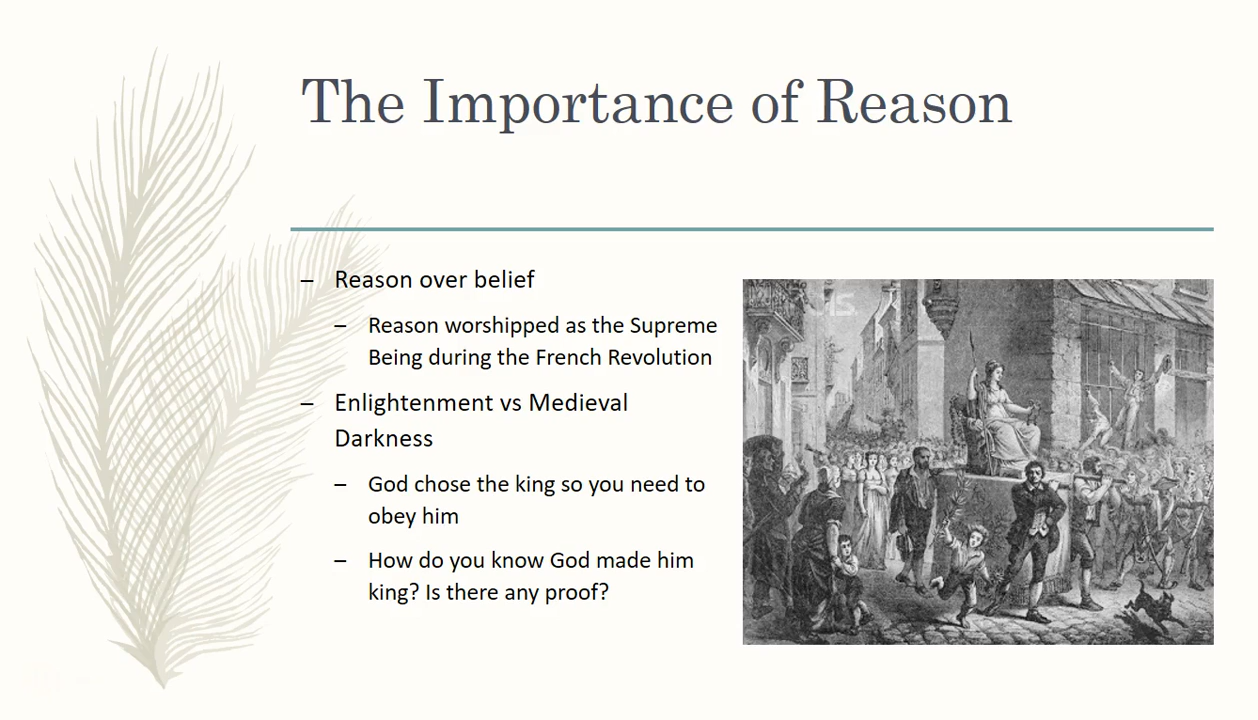 The Importance of Reason
– Reason over belief
– Reason worshipped as the Supreme
Being during the French Revolution
– Enlightenment vs Medieval
Darkness
– God chose the king so you need to
obey him
– How do you know God made him
king? Is there any proof?